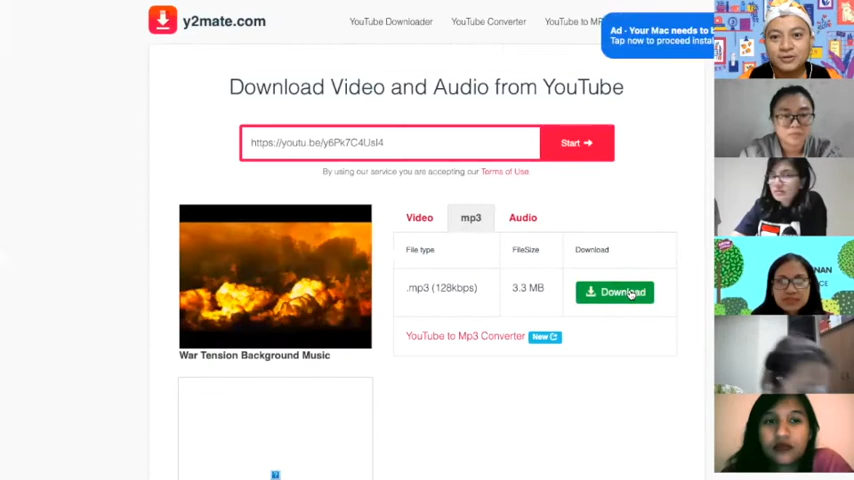 y2mate.com
YouTube Downloader YouTube Converter YouTube to
Ad - Your Mac needs to
Tap now to proceed
Download Video and Audio from YouTube
https://youtu.be/y6Pk7C4UsI4
Start →
By using our service you are accepting our Terms of Use
Video mp3 Audio
File type FileSize Download
.mp3 (128kbps) 3.3 MB Download
YouTube to Mp3 Converter New
War Tension Background Music
NAN
CE